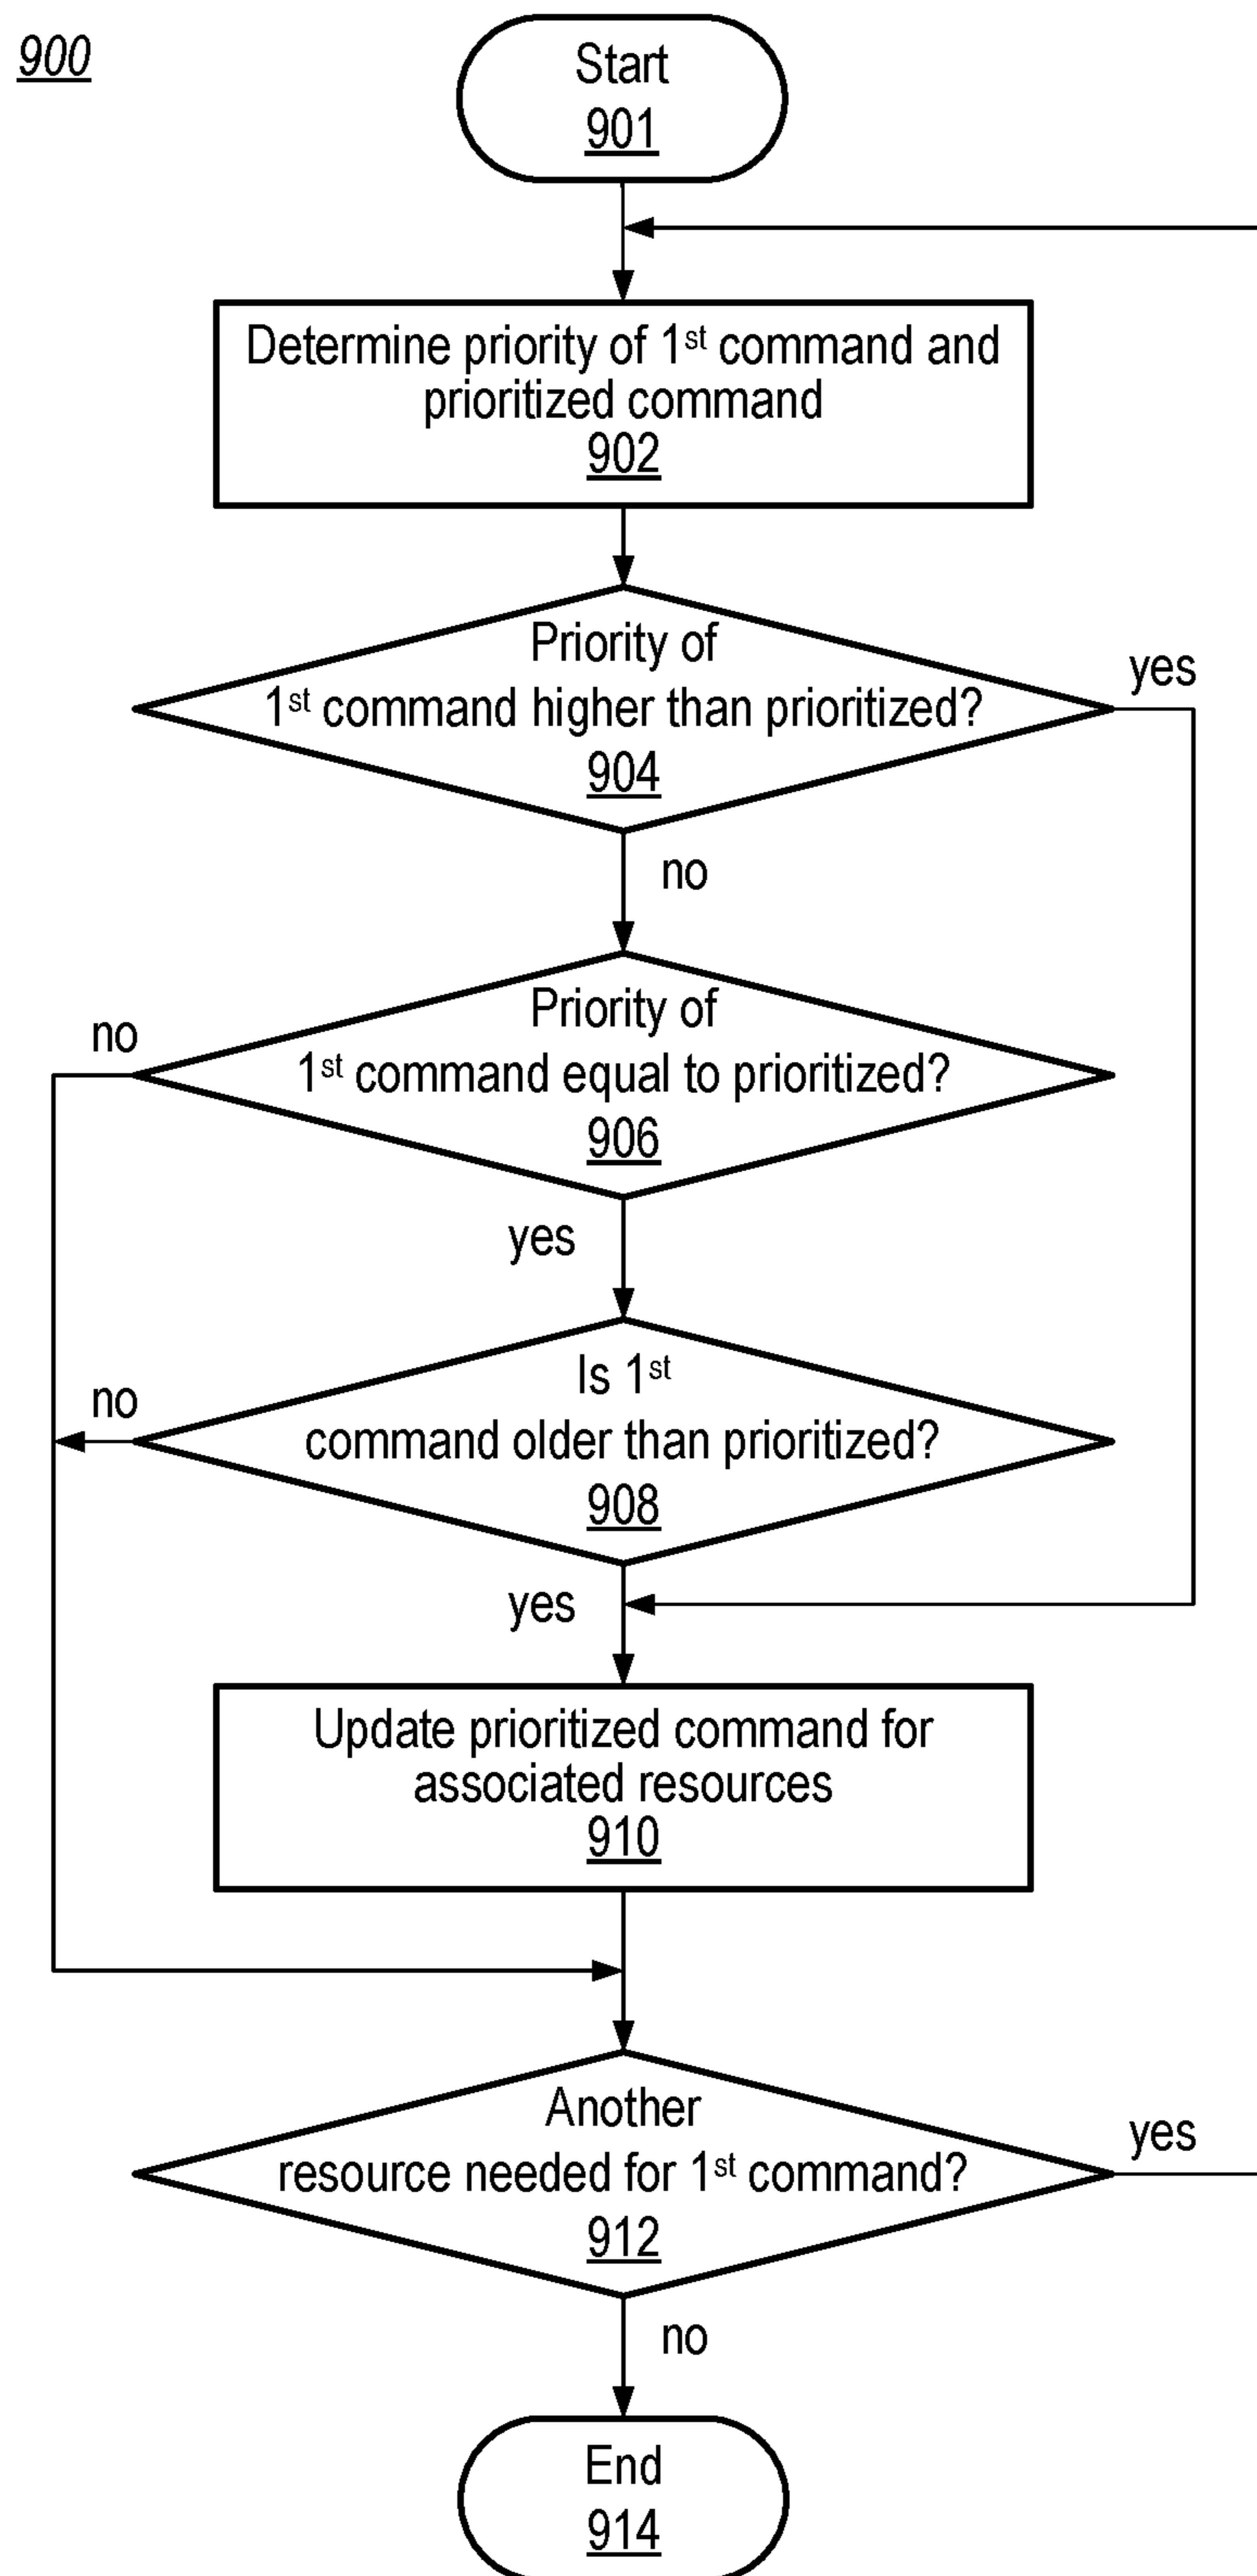 900
Start
901
Determine priority of 1st command and
prioritized command
902
Priority of
1st command higher than prioritized?
904
yes
no
Priority of
1st command equal to prioritized?
906
no
yes
Is 1st
command older than prioritized?
908
no
yes
Update prioritized command for
associated resources
910
Another
resource needed for 1st command?
912
yes
no
End
914